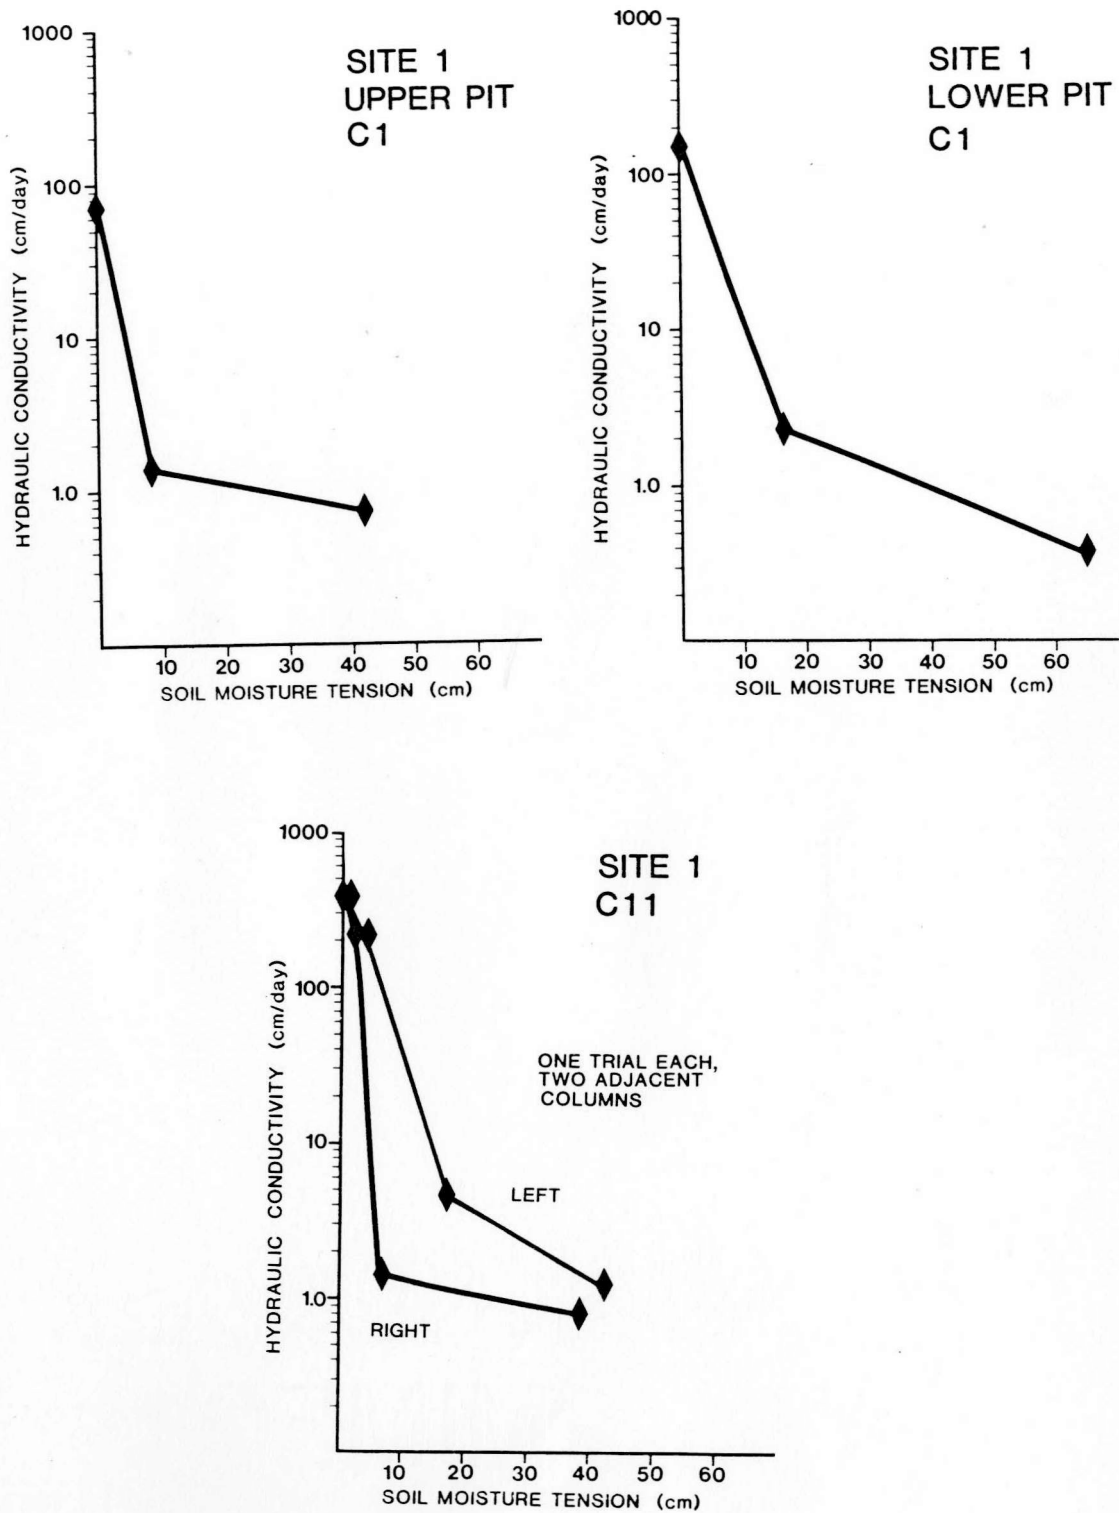 SITE 1
UPPER PIT
C1
1000
100
10
1.0
HYDRAULIC CONDUCTIVITY (cm/day)
10 20 30 40 50 60
SOIL MOISTURE TENSION (cm)
SITE 1
LOWER PIT
C1
1000
100
10
1.0
HYDRAULIC CONDUCTIVITY (cm/day)
10 20 30 40 50 60
SOIL MOISTURE TENSION (cm)
SITE 1
C11
1000
100
10
1.0
HYDRAULIC CONDUCTIVITY (cm/day)
ONE TRIAL EACH,
TWO ADJACENT
COLUMNS
LEFT
RIGHT
10 20 30 40 50 60
SOIL MOISTURE TENSION (cm)